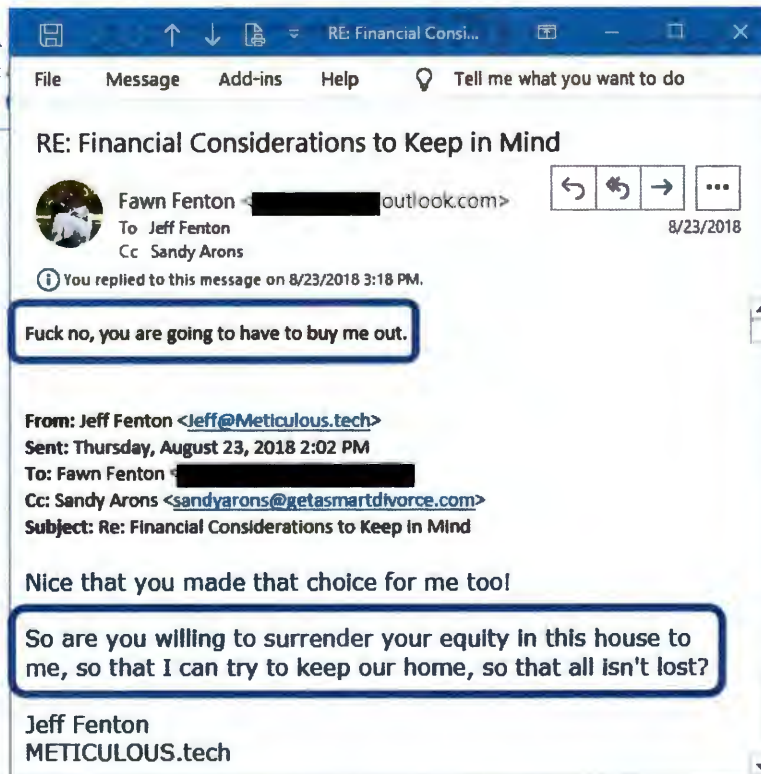 RE: Financial Consi...
File Message Add-ins Help Tell me what you want to do
RE: Financial Considerations to Keep in Mind
Fawn Fenton < outlook.com>
To Jeff Fenton
8/23/2018
Cc Sandy Arons
You replied to this message on 8/23/2018 3:18 PM.
Fuck no, you are going to have to buy me out.
From: Jeff Fenton <Jeff@Meticulous.tech>
Sent: Thursday, August 23, 2018 2:02 PM
To: Fawn Fenton <
Cc: Sandy Arons <sandyarons@getasmartdivorce.com>
Subject: Re: Financial Considerations to Keep in Mind
Nice that you made that choice for me too!
So are you willing to surrender your equity in this house to
me, so that I can try to keep our home, so that all isn't lost?
Jeff Fenton
METICULOUS.tech